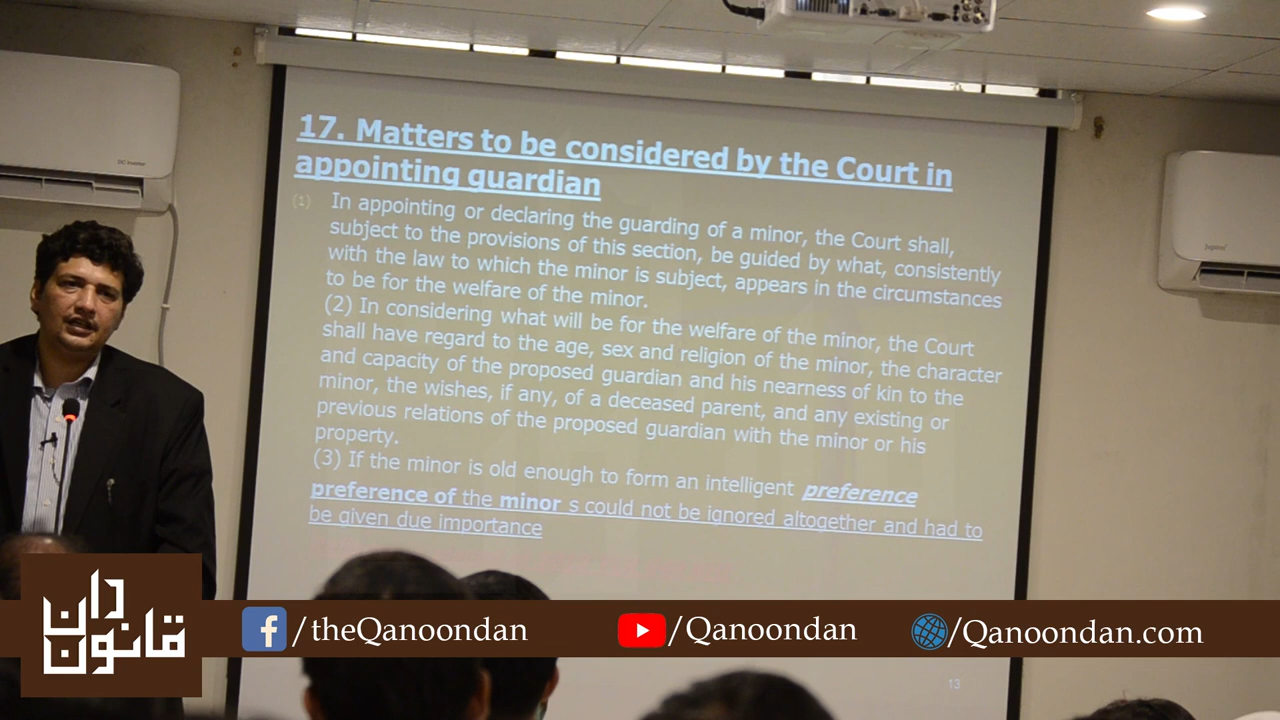 17. Matters to be considered by the Court in
appointing guardian
(1) In appointing or declaring the guarding of a minor, the Court shall,
subject to the provisions of this section, be guided by what, consistently
with the law to which the minor is subject, appears in the circumstances
to be for the welfare of the minor.
(2) In considering what will be for the welfare of the minor, the Court
shall have regard to the age, sex and religion of the minor, the character
and capacity of the proposed guardian and his nearness of kin to the
minor, the wishes, if any, of a deceased parent, and any existing or
previous relations of the proposed guardian with the minor or his
property.
(3) If the minor is old enough to form an intelligent preference
preference of the minor s could not be ignored altogether and had to
be given due importance
قانون دان
/theQanoondan
/Qanoondan
/Qanoondan.com
13